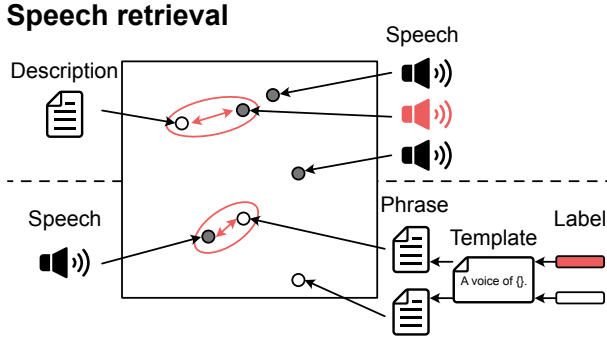 Speech retrieval
Speech
Description
Speech
Phrase
Template
Label
A voice of {}.